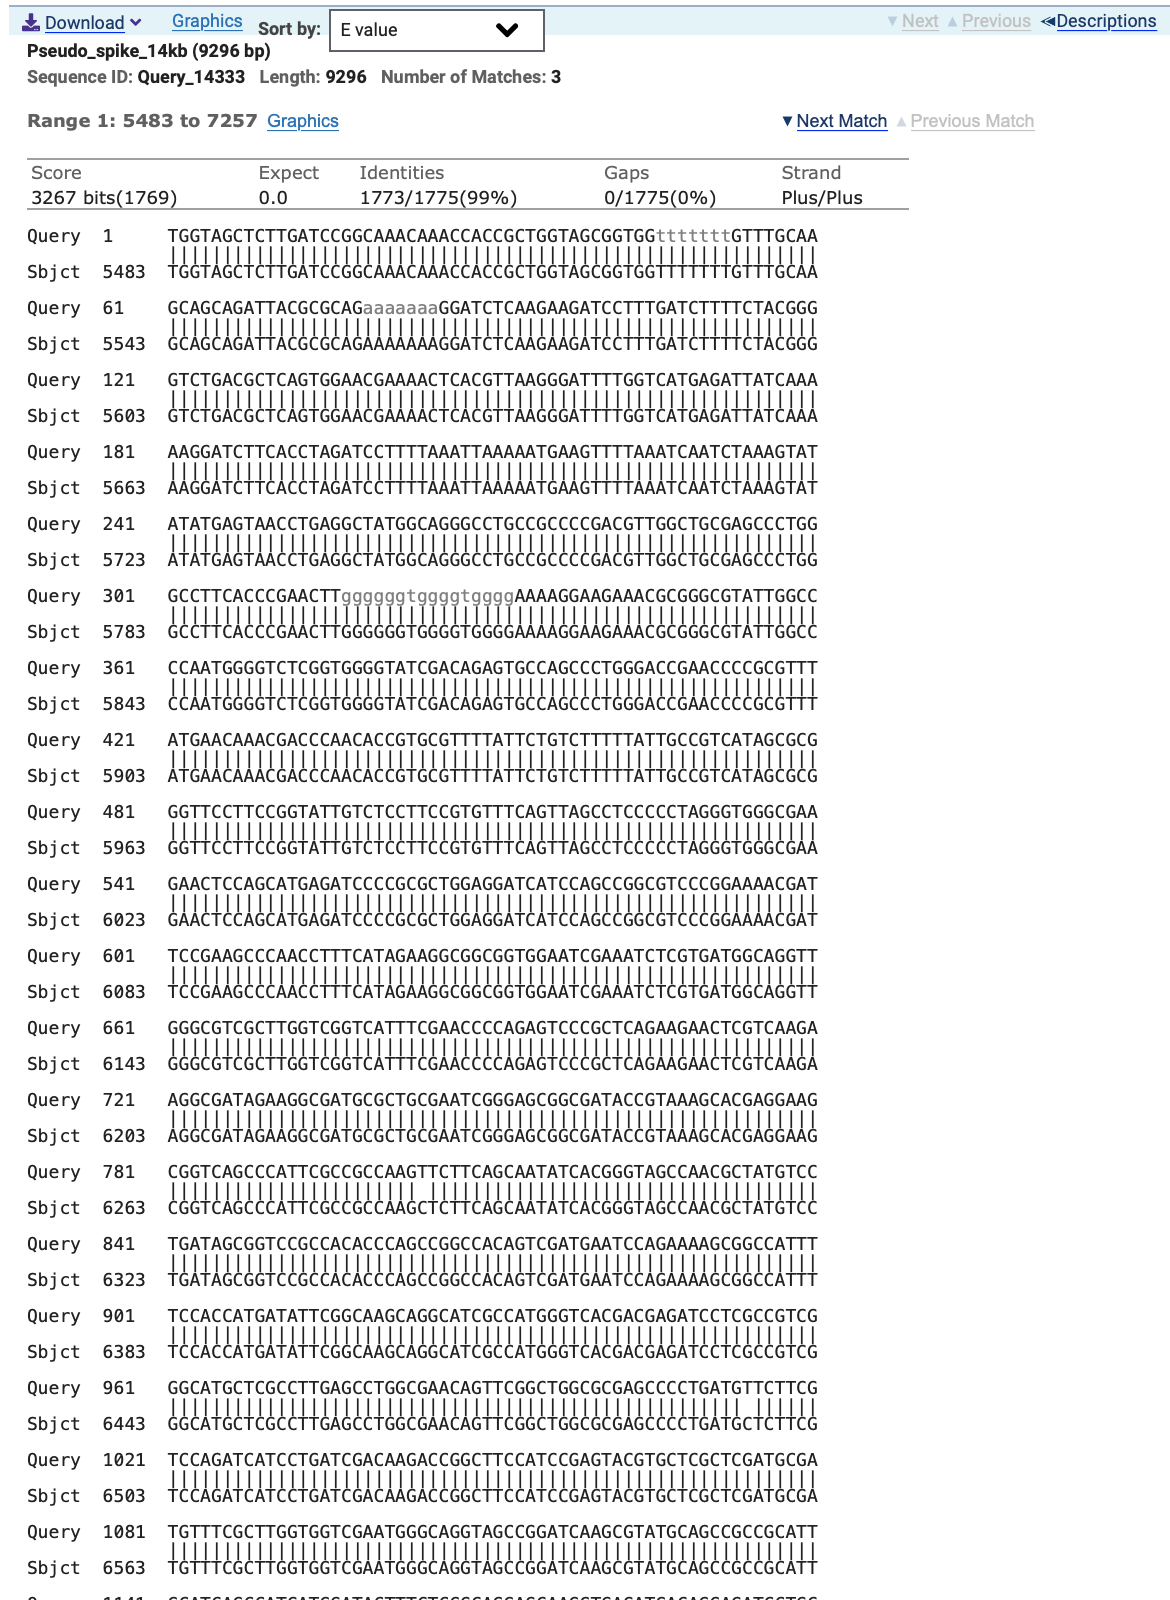 Download Graphics Sort by: E value Next Previous Descriptions
Pseudo_spike_14kb (9296 bp)
Sequence ID: Query_14333 Length: 9296 Number of Matches: 3
Range 1: 5483 to 7257 Graphics Next Match Previous Match
Score Expect Identities Gaps Strand
3267 bits(1769) 0.0 1773/1775(99%) 0/1775(0%) Plus/Plus
Query 1 TGGTAGCTCTTGATCCGGCAAACAAACCACCGCTGGTAGCGGTGGtttttttGTTTGCAA
Sbjct 5483 TGGTAGCTCTTGATCCGGCAAACAAACCACCGCTGGTAGCGGTGGTTTTTTTGTTTGCAA
Query 61 GCAGCAGATTACGCGCAGaaaaaaaGGATCTCAAGAAGATCCTTTGATCTTTTCTACGGG
Sbjct 5543 GCAGCAGATTACGCGCAGAAAAAAAGGATCTCAAGAAGATCCTTTGATCTTTTCTACGGG
Query 121 GTCTGACGCTCAGTGGAACGAAAACTCACGTTAAGGGATTTTGGTCATGAGATTATCAAA
Sbjct 5603 GTCTGACGCTCAGTGGAACGAAAACTCACGTTAAGGGATTTTGGTCATGAGATTATCAAA
Query 181 AAGGATCTTCACCTAGATCCTTTTAAATTAAAAATGAAGTTTTAAATCAATCTAAAGTAT
Sbjct 5663 AAGGATCTTCACCTAGATCCTTTTAAATTAAAAATGAAGTTTTAAATCAATCTAAAGTAT
Query 241 ATATGAGTAACCTGAGGCTATGGCAGGGCCTGCCGCCCCGACGTTGGCTGCGAGCCCTGG
Sbjct 5723 ATATGAGTAACCTGAGGCTATGGCAGGGCCTGCCGCCCCGACGTTGGCTGCGAGCCCTGG
Query 301 GCCTTCACCCGAACTTggggggtggggtggggAAAAGGAAGAAACGCGGGCGTATTGGCC
Sbjct 5783 GCCTTCACCCGAACTTGGGGGGTGGGGTGGGGAAAAGGAAGAAACGCGGGCGTATTGGCC
Query 361 CCAATGGGGTCTCGGTGGGGTATCGACAGAGTGCCAGCCCTGGGACCGAACCCCGCGTTT
Sbjct 5843 CCAATGGGGTCTCGGTGGGGTATCGACAGAGTGCCAGCCCTGGGACCGAACCCCGCGTTT
Query 421 ATGAACAAACGACCCAACACCGTGCGTTTTATTCTGTCTTTTTATTGCCGTCATAGCGCG
Sbjct 5903 ATGAACAAACGACCCAACACCGTGCGTTTTATTCTGTCTTTTTATTGCCGTCATAGCGCG
Query 481 GGTTCCTTCCGGTATTGTCTCCTTCCGTGTTTCAGTTAGCCTCCCCCTAGGGTGGGCGAA
Sbjct 5963 GGTTCCTTCCGGTATTGTCTCCTTCCGTGTTTCAGTTAGCCTCCCCCTAGGGTGGGCGAA
Query 541 GAACTCCAGCATGAGATCCCCGCGCTGGAGGATCATCCAGCCGGCGTCCCGGAAAACGAT
Sbjct 6023 GAACTCCAGCATGAGATCCCCGCGCTGGAGGATCATCCAGCCGGCGTCCCGGAAAACGAT
Query 601 TCCGAAGCCCAACCTTTCATAGAAGGCGGCGGTGGAATCGAAATCTCGTGATGGCAGGTT
Sbjct 6083 TCCGAAGCCCAACCTTTCATAGAAGGCGGCGGTGGAATCGAAATCTCGTGATGGCAGGTT
Query 661 GGGCGTCGCTTGGTCGGTCATTTCGAACCCCAGAGTCCCGCTCAGAAGAACTCGTCAAGA
Sbjct 6143 GGGCGTCGCTTGGTCGGTCATTTCGAACCCCAGAGTCCCGCTCAGAAGAACTCGTCAAGA
Query 721 AGGCGATAGAAGGCGATGCGCTGCGAATCGGGAGCGGCGATACCGTAAAGCACGAGGAAG
Sbjct 6203 AGGCGATAGAAGGCGATGCGCTGCGAATCGGGAGCGGCGATACCGTAAAGCACGAGGAAG
Query 781 CGGTCAGCCCATTCGCCGCCAAGTTCTTCAGCAATATCACGGGTAGCCAACGCTATGTCC
Sbjct 6263 CGGTCAGCCCATTCGCCGCCAAGCTCTTCAGCAATATCACGGGTAGCCAACGCTATGTCC
Query 841 TGATAGCGGTCCGCCACACCCAGCCGGCCACAGTCGATGAATCCAGAAAAGCGGCCATTT
Sbjct 6323 TGATAGCGGTCCGCCACACCCAGCCGGCCACAGTCGATGAATCCAGAAAAGCGGCCATTT
Query 901 TCCACCATGATATTCGGCAAGCAGGCATCGCCATGGGTCACGACGAGATCCTCGCCGTCG
Sbjct 6383 TCCACCATGATATTCGGCAAGCAGGCATCGCCATGGGTCACGACGAGATCCTCGCCGTCG
Query 961 GGCATGCTCGCCTTGAGCCTGGCGAACAGTTCGGCTGGCGCGAGCCCCTGATGTTCTTCG
Sbjct 6443 GGCATGCTCGCCTTGAGCCTGGCGAACAGTTCGGCTGGCGCGAGCCCCTGATGCTCTTCG
Query 1021 TCCAGATCATCCTGATCGACAAGACCGGCTTCCATCCGAGTACGTGCTCGCTCGATGCGA
Sbjct 6503 TCCAGATCATCCTGATCGACAAGACCGGCTTCCATCCGAGTACGTGCTCGCTCGATGCGA
Query 1081 TGTTTCGCTTGGTGGTCGAATGGGCAGGTAGCCGGATCAAGCGTATGCAGCCGCCGCATT
Sbjct 6563 TGTTTCGCTTGGTGGTCGAATGGGCAGGTAGCCGGATCAAGCGTATGCAGCCGCCGCATT